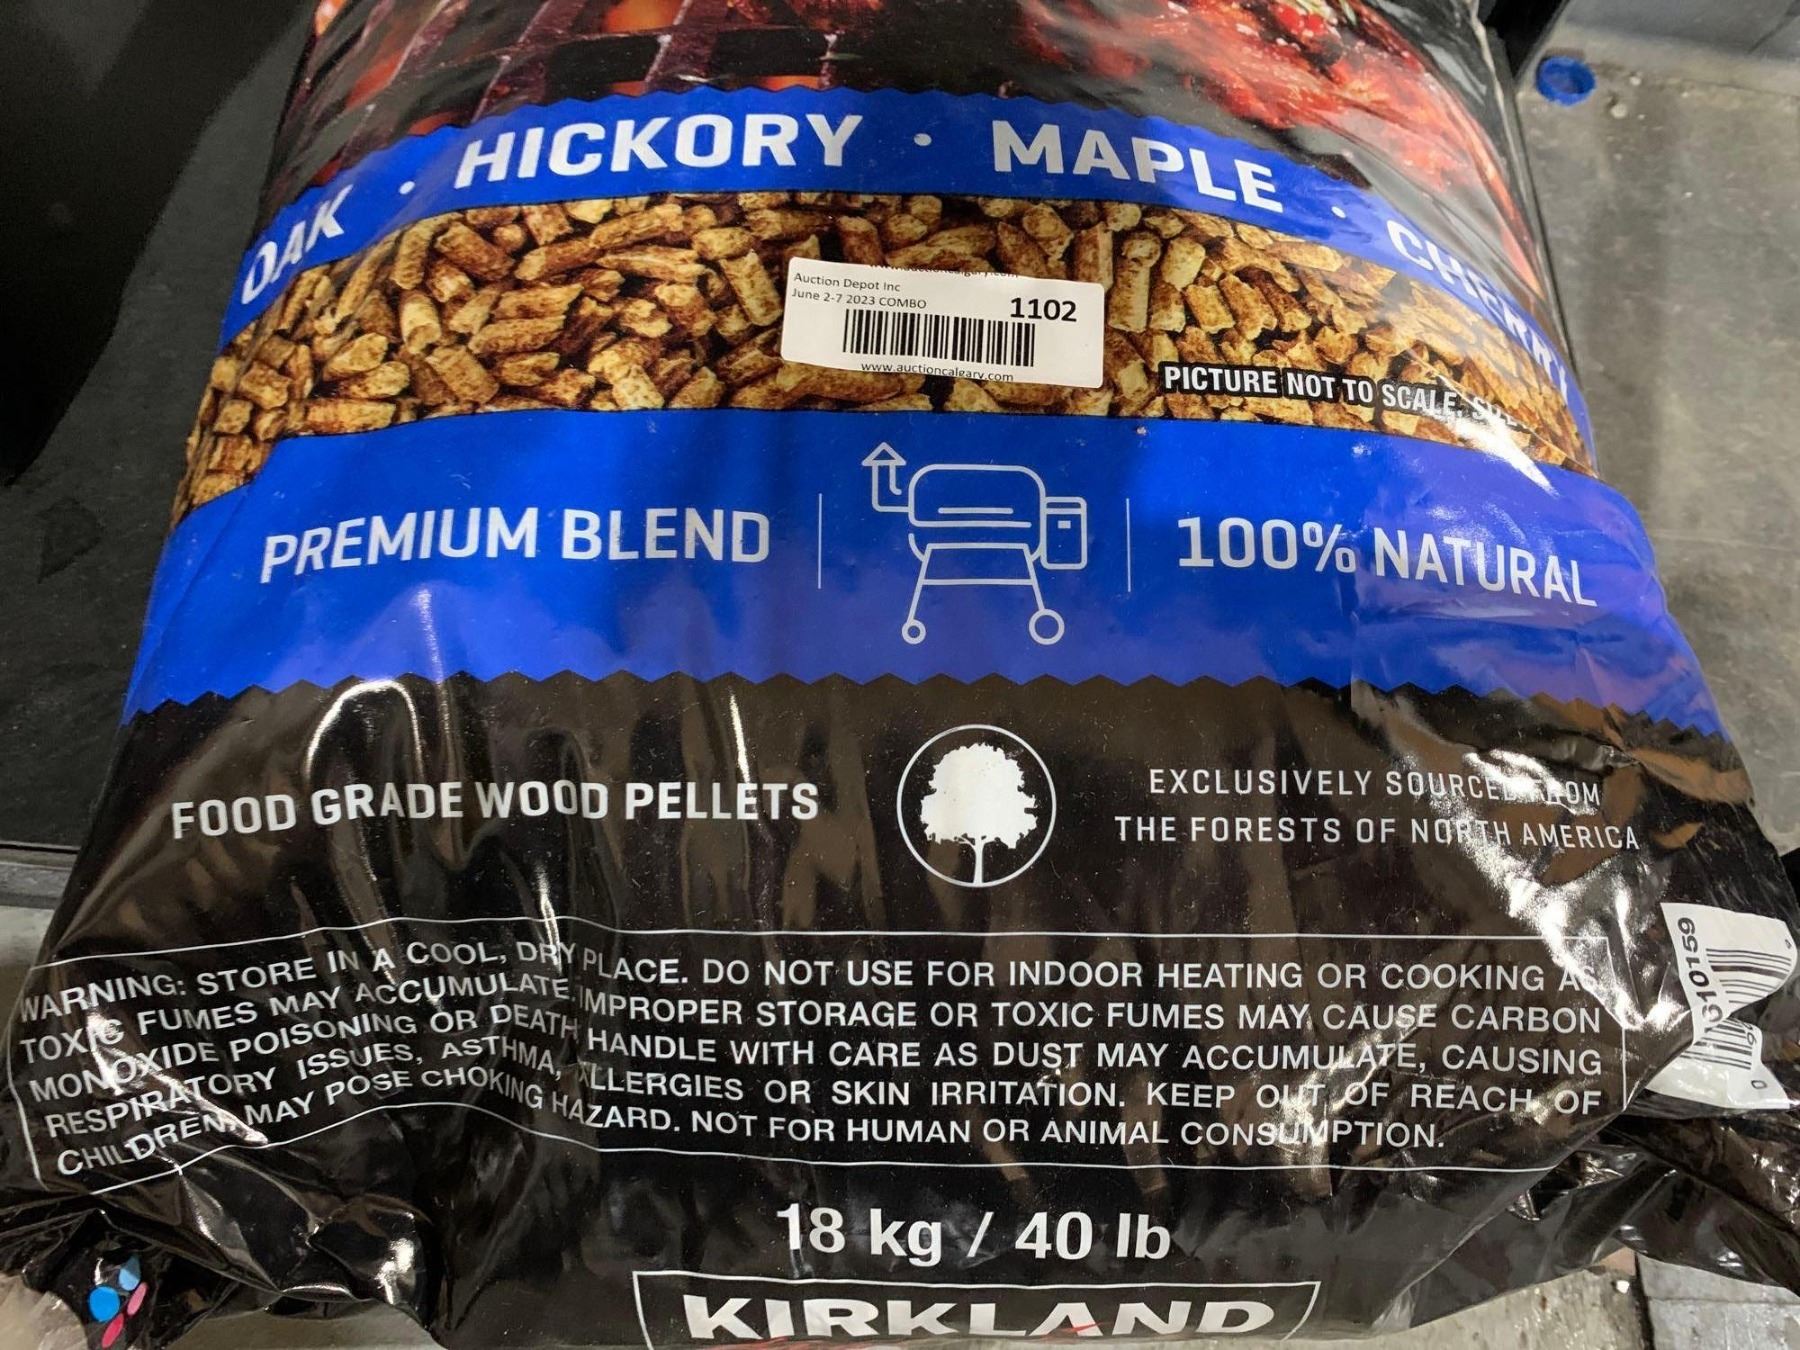 OAK • HICKORY • MAPLE • CHERRY
Auction Depot Inc
June 2-7 2023 COMBO
1102
www.auctioncalgary.com
PICTURE NOT TO SCALE.
PREMIUM BLEND
100% NATURAL
FOOD GRADE WOOD PELLETS
EXCLUSIVELY SOURCED FROM
THE FORESTS OF NORTH AMERICA
WARNING: STORE IN A COOL, DRY PLACE. DO NOT USE FOR INDOOR HEATING OR COOKING AS
TOXIC FUMES MAY ACCUMULATE. IMPROPER STORAGE OR TOXIC FUMES MAY CAUSE CARBON
MONOXIDE POISONING OR DEATH. HANDLE WITH CARE AS DUST MAY ACCUMULATE, CAUSING
RESPIRATORY ISSUES, ASTHMA, ALLERGIES OR SKIN IRRITATION. KEEP OUT OF REACH OF
CHILDREN, MAY POSE CHOKING HAZARD. NOT FOR HUMAN OR ANIMAL CONSUMPTION.
1610159
18 kg / 40 lb
KIRKLAND